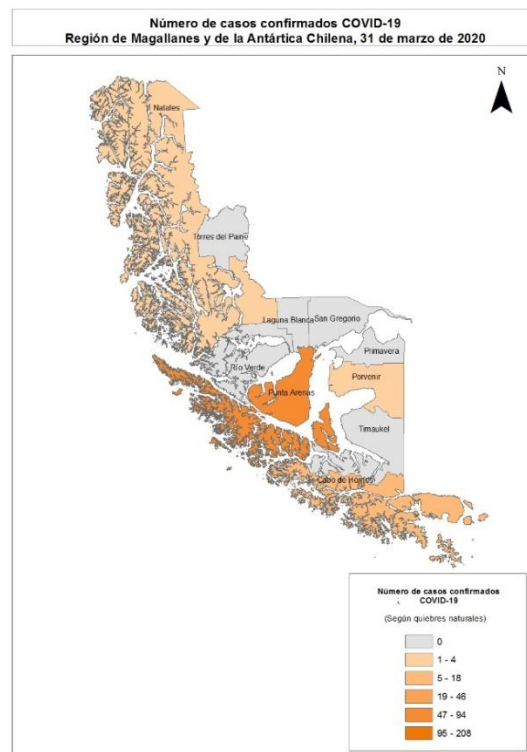 Número de casos confirmados COVID-19
Región de Magallanes y de la Antártica Chilena, 31 de marzo de 2020
N
Natales
Torres del Paine
Laguna Blanca
San Gregorio
Primavera
Río Verde
Punta Arenas
Porvenir
Timaukel
Cabo de Hornos
Número de casos confirmados
COVID-19
(Según quiebres naturales)
0
1 - 4
5 - 18
19 - 46
47 - 94
95 - 208